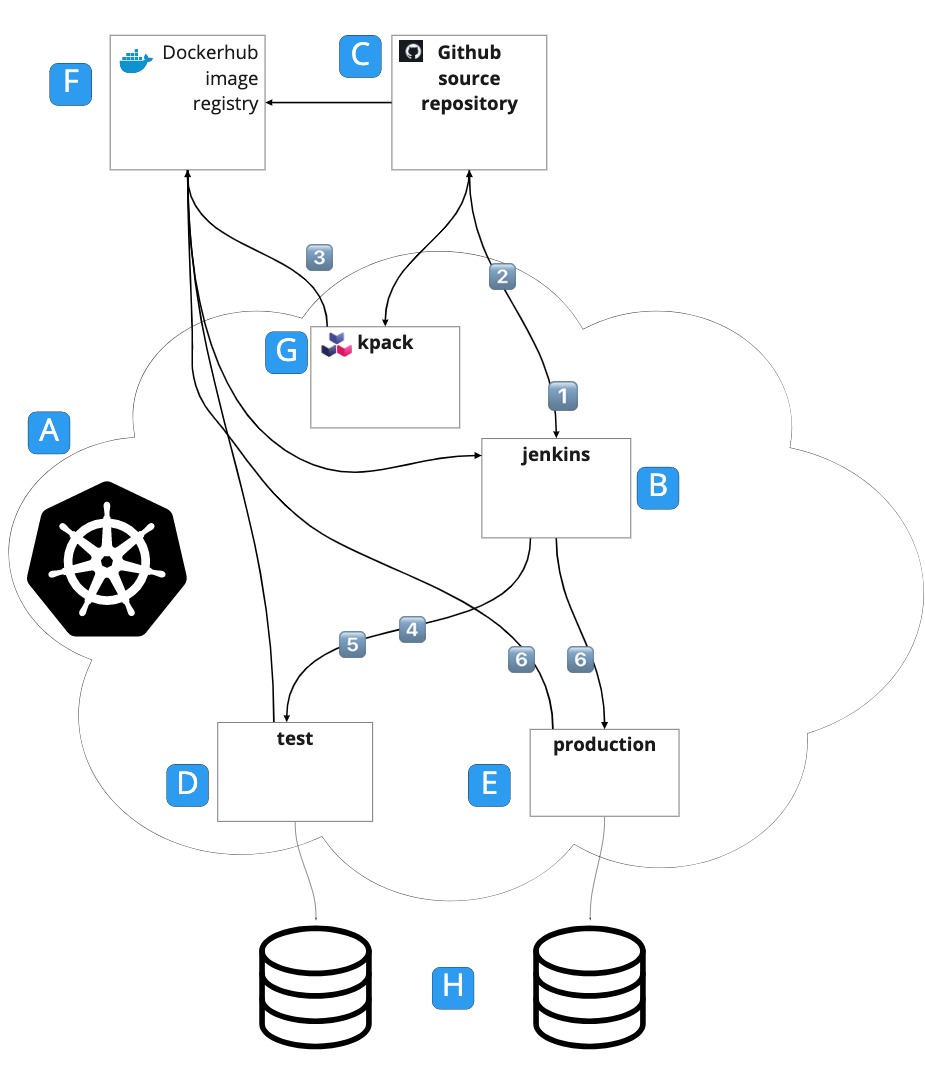 F
Dockerhub
image
registry
C
Github
source
repository
3
2
G
kpack
1
A
jenkins
B
5
4
6
6
test
production
D
E
H